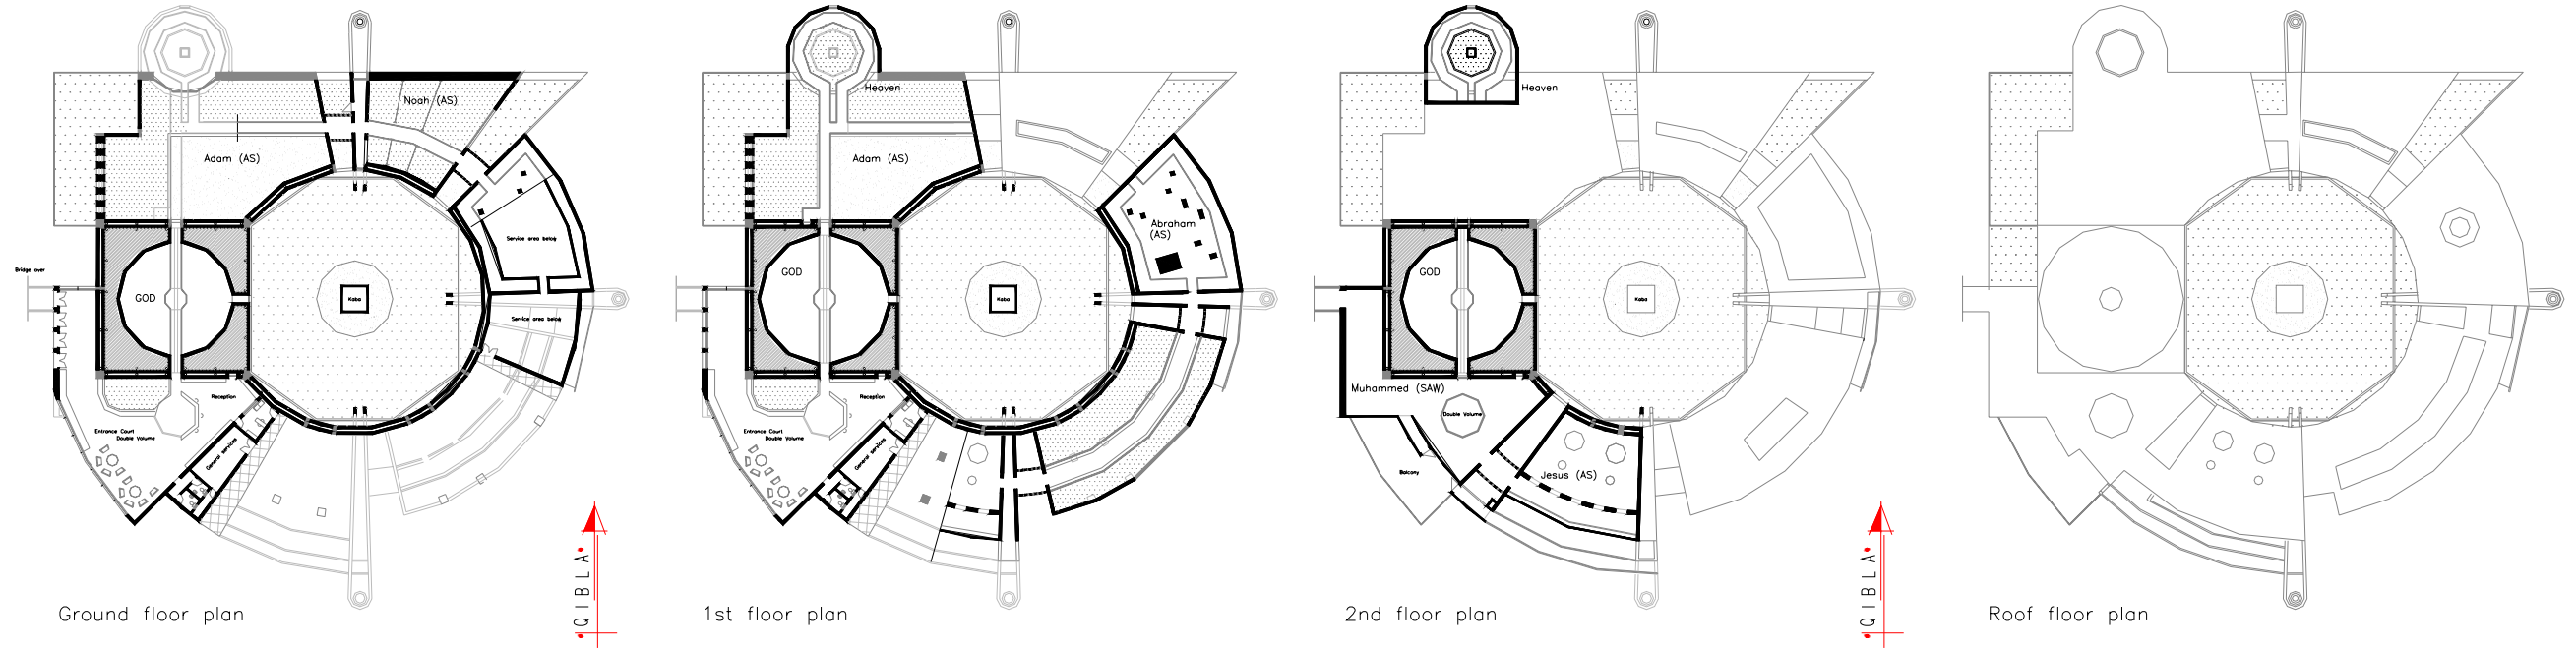 Noah (AS)
Adam (AS)
Service area below
Bridge over
GOD
Kaba
Service area below
Reception
Entrance Court
Double Volume
General services
Ground floor plan
QIBLA
Heaven
Adam (AS)
Abraham
(AS)
GOD
Kaba
Reception
Entrance Court
Double Volume
General services
1st floor plan
Heaven
GOD
Kaba
Muhammed (SAW)
Double Volume
Balcony
Jesus (AS)
2nd floor plan
QIBLA
Roof floor plan